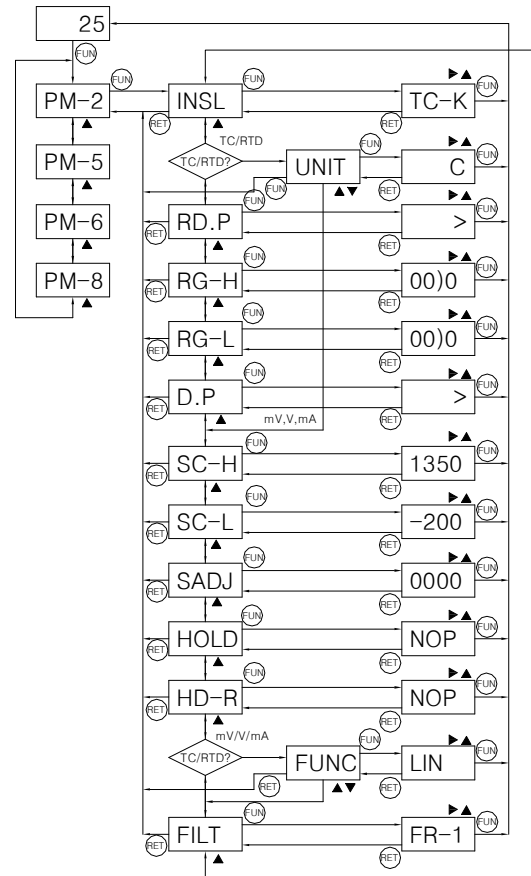 25
FUN
FUN FUN FUN
PM-2 INSL TC-K
RET RET
TC/RTD
FUN FUN
PM-5 TC/RTD? UNIT C
RET
FUN FUN FUN
PM-6 RD.P >
RET RET
FUN FUN
PM-8 RG-H 00)0
RET RET
FUN FUN
RG-L 00)0
RET RET
FUN FUN
D.P >
RET RET
mV,V,mA
FUN FUN
SC-H 1350
RET RET
FUN FUN
SC-L -200
RET RET
FUN FUN
SADJ 0000
RET RET
FUN FUN
HOLD NOP
RET RET
FUN FUN
HD-R NOP
RET RET
mV/V/mA
FUN FUN
TC/RTD? FUNC LIN
RET RET
FUN FUN
FILT FR-1
RET RET